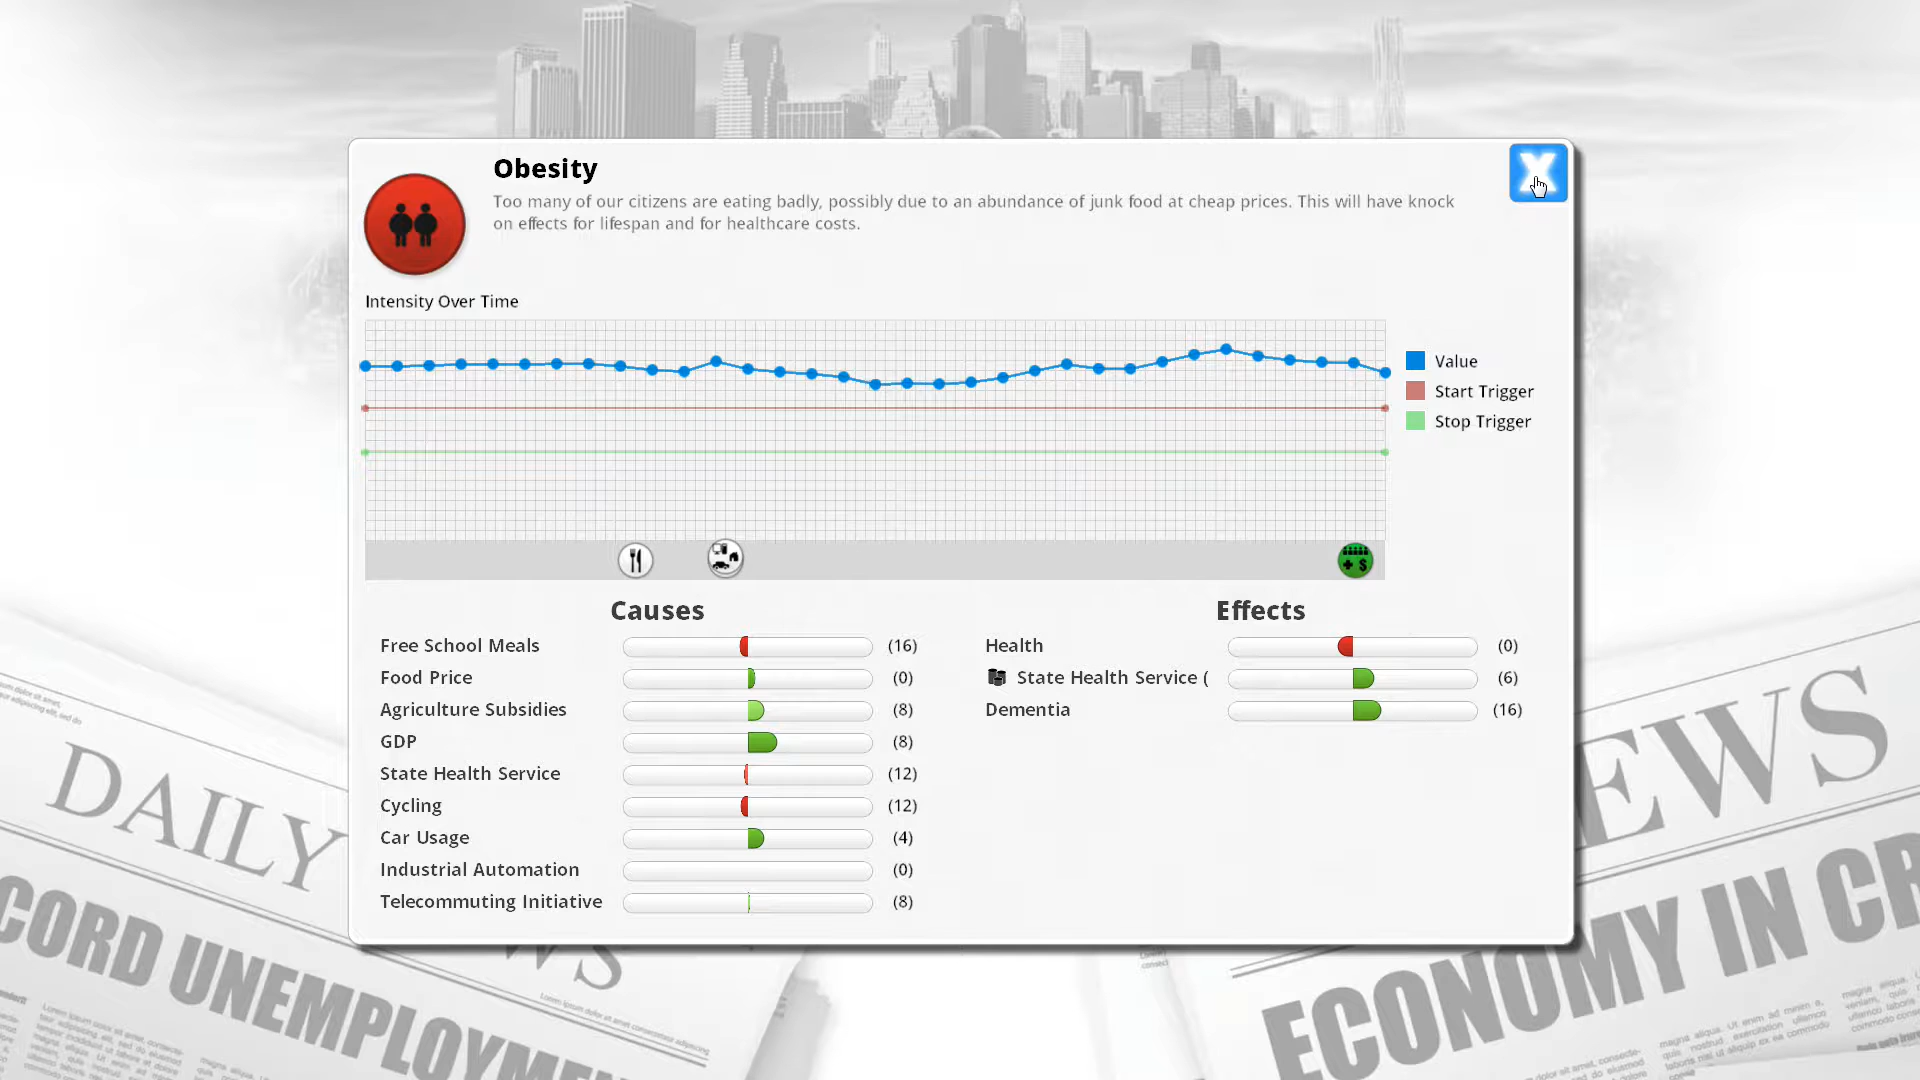 Obesity
Too many of our citizens are eating badly, possibly due to an abundance of junk food at cheap prices. This will have knock
on effects for lifespan and for healthcare costs.
Intensity Over Time
Value
Start Trigger
Stop Trigger
Causes
Free School Meals (16)
Food Price (0)
Agriculture Subsidies (8)
GDP (8)
State Health Service (12)
Cycling (12)
Car Usage (4)
Industrial Automation (0)
Telecommuting Initiative (8)
Effects
Health (0)
State Health Service ( (6)
Dementia (16)
DAILY
WS
CORD UNEMPLOYME
EWS
ECONOMY IN CR